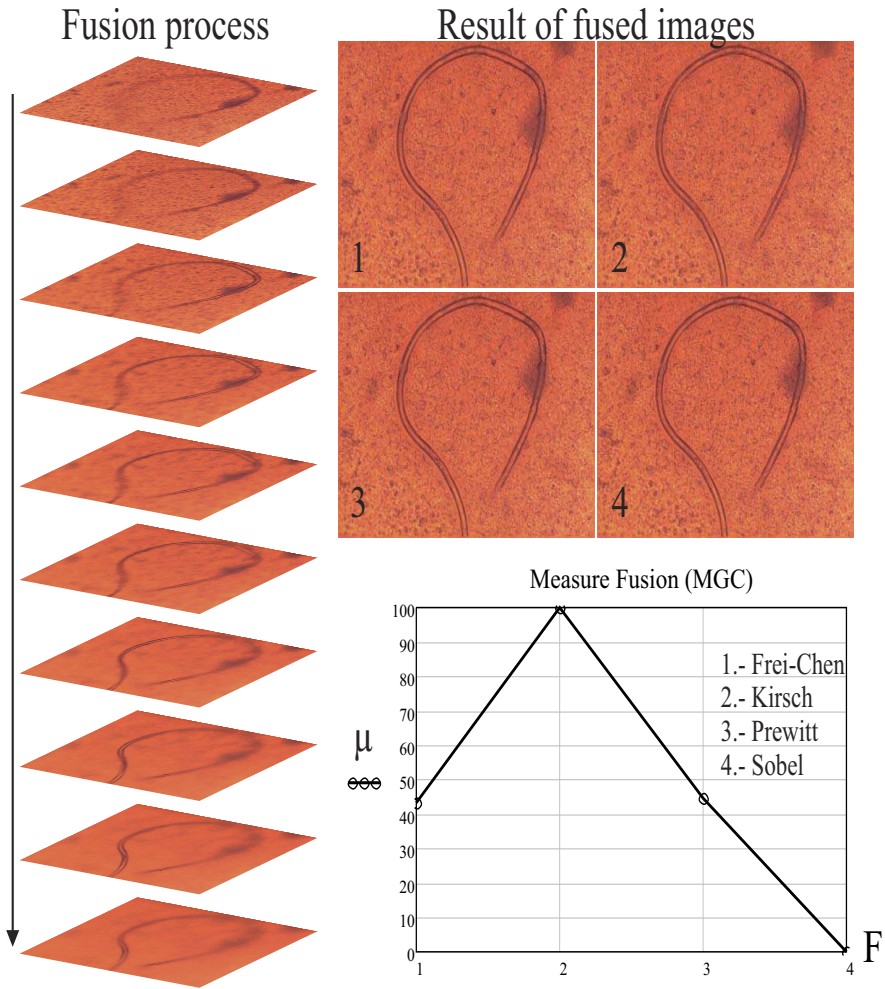 Fusion process
Result of fused images
1
2
3
4
Measure Fusion (MGC)
100
90
80
70
60
50
40
30
20
10
0
μ
1.- Frei-Chen
2.- Kirsch
3.- Prewitt
4.- Sobel
1
2
3
4
F